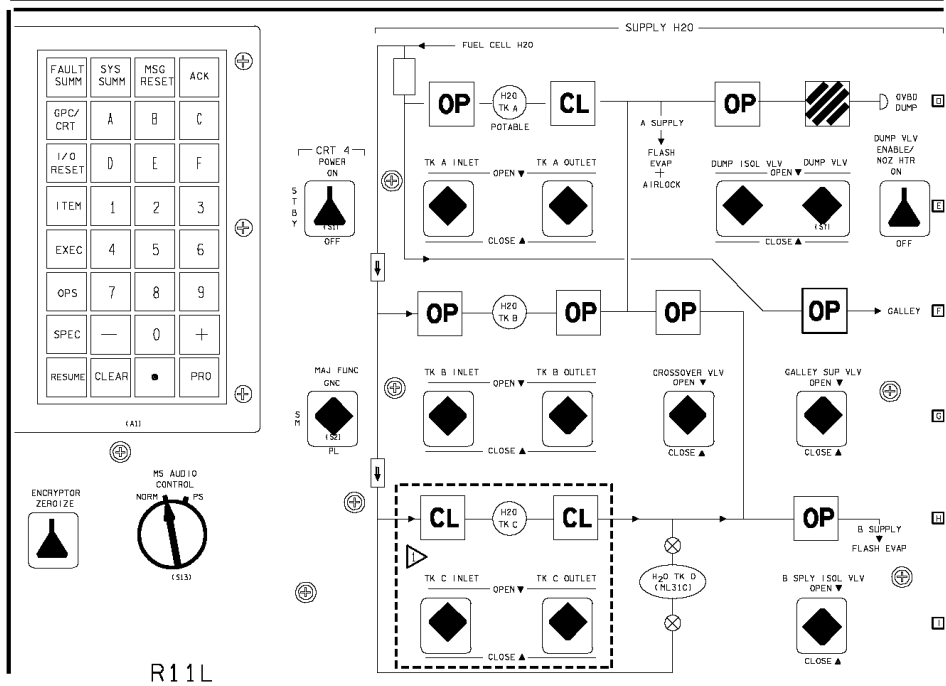 SUPPLY H20
FUEL CELL H20
FAULT SUMM
SYS SUMM
MSG RESET
ACK
GPC/ CRT
A
B
C
I/O RESET
D
E
F
ITEM
1
2
3
EXEC
4
5
6
OPS
7
8
9
SPEC
—
0
+
RESUME
CLEAR
•
PRO
(A1)
CRT 4
POWER
ON
STBY
(S1)
OFF
MAJ FUNC
GNC
SM
(S2)
PL
ENCRYPTOR
ZEROIZE
MS AUDIO
CONTROL
NORM
PS
(S13)
OP
H20
TK A
POTABLE
CL
A SUPPLY
FLASH
EVAP
+
AIRLOCK
OP
OVBD
DUMP
D
TK A INLET
TK A OUTLET
OPEN ▼
CLOSE ▲
DUMP ISOL VLV
DUMP VLV
OPEN ▼
(S1)
CLOSE ▲
DUMP VLV
ENABLE/
NOZ HTR
ON
OFF
E
OP
H20
TK B
OP
OP
OP
GALLEY
F
TK B INLET
TK B OUTLET
OPEN ▼
CLOSE ▲
CROSSOVER VLV
OPEN ▼
CLOSE ▲
GALLEY SUP VLV
OPEN ▼
CLOSE ▲
G
CL
H20
TK C
CL
OP
B SUPPLY
FLASH EVAP
H
1
TK C INLET
TK C OUTLET
OPEN ▼
CLOSE ▲
H2O TK D
(ML31C)
B SPLY ISOL VLV
OPEN ▼
CLOSE ▲
I
R11L